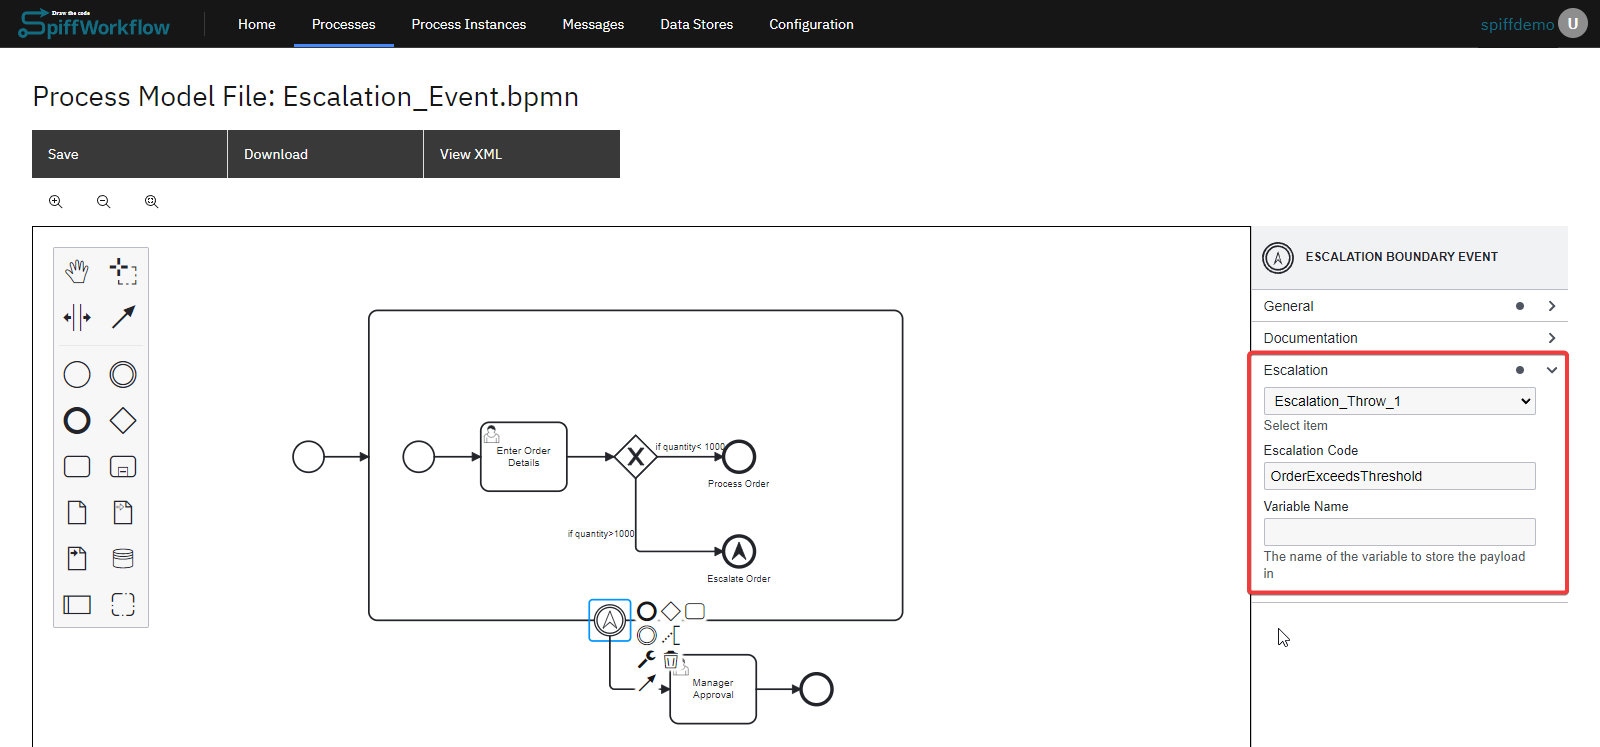 Draw the code
SpiffWorkflow
Home
Processes
Process Instances
Messages
Data Stores
Configuration
spiffdemo
U
Process Model File: Escalation_Event.bpmn
Save
Download
View XML
ESCALATION BOUNDARY EVENT
General
Documentation
Escalation
Escalation_Throw_1
Select item
Escalation Code
OrderExceedsThreshold
Variable Name
The name of the variable to store the payload
in
Enter Order
Details
if quantity< 1000
Process Order
if quantity>1000
Escalate Order
Manager
Approval